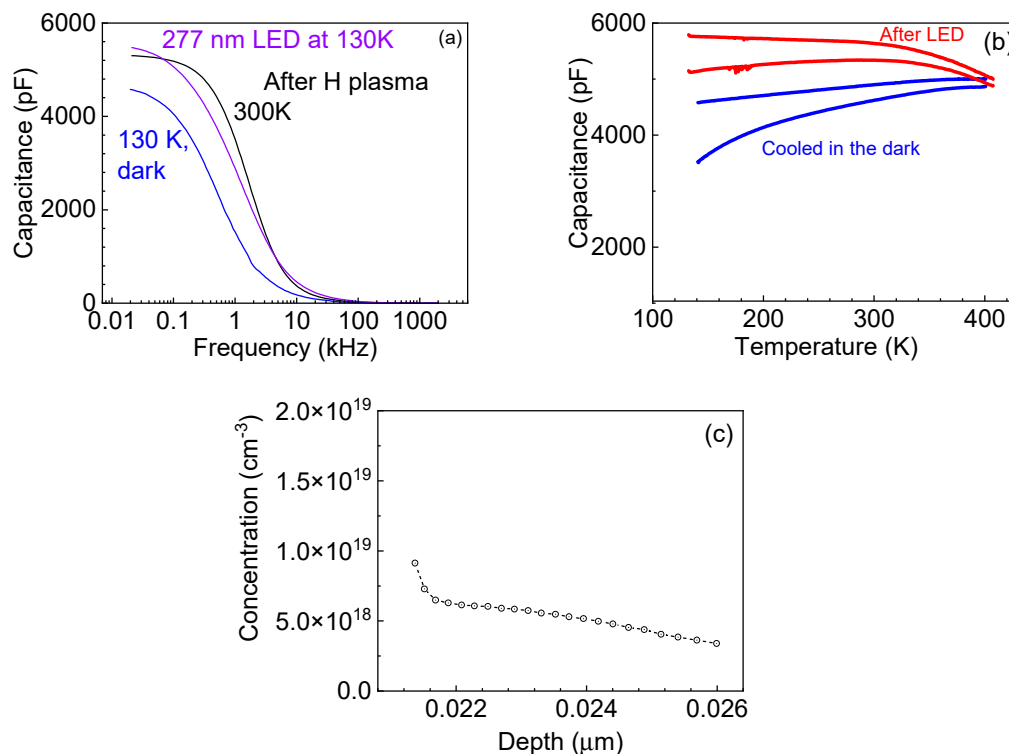 (a)
277 nm LED at 130K
After H plasma
300K
130 K,
dark
Capacitance (pF)
6000
4000
2000
0
0.01 0.1 1 10 100 1000
Frequency (kHz)
(b)
After LED
Cooled in the dark
Capacitance (pF)
6000
4000
6000
100 200 300 400
Temperature (K)
(c)
Concentration (cm-3)
2.0×10^19
1.5×10^19
1.0×10^19
5.0×10^18
0.0
0.022 0.024 0.026
Depth (μm)